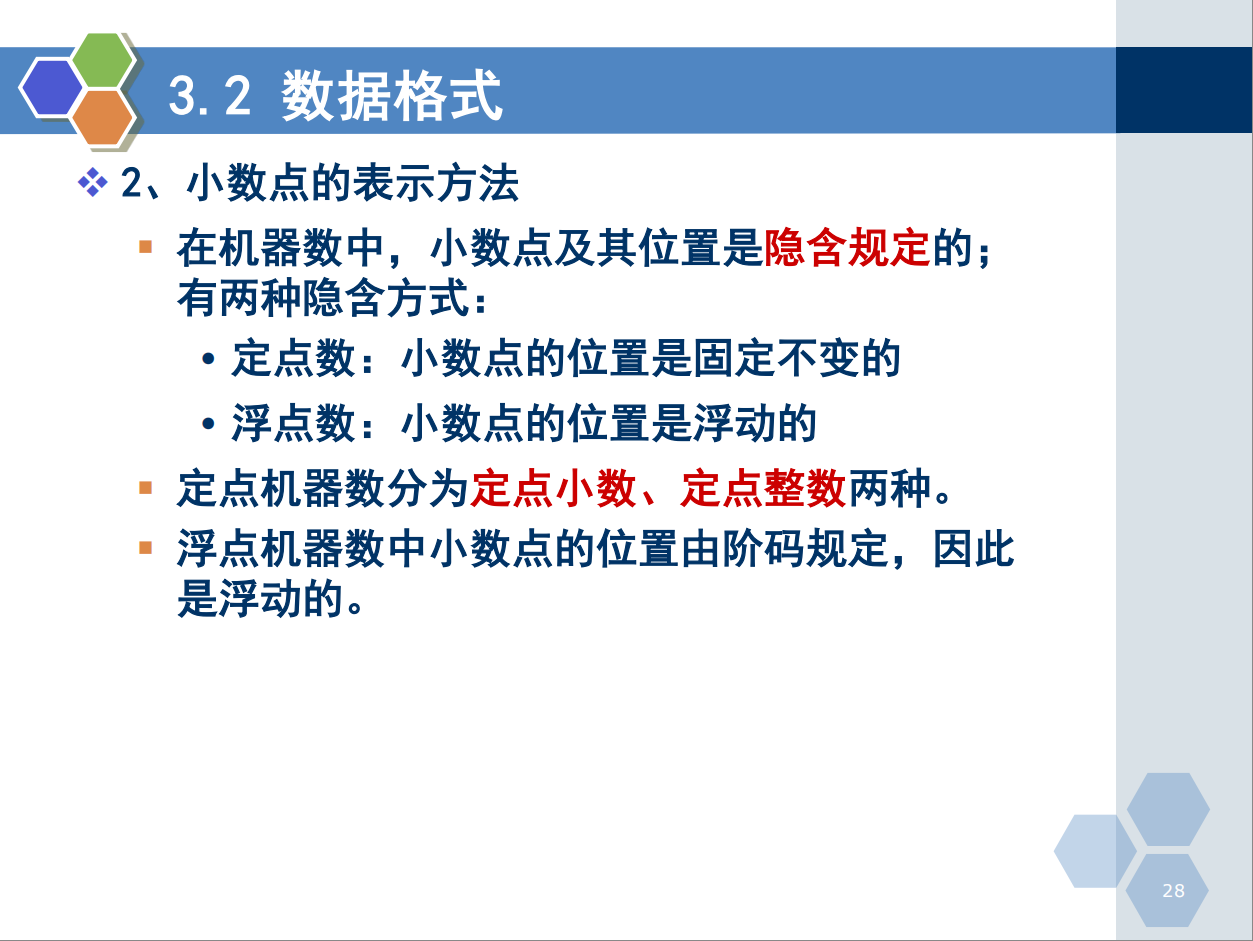 3.2 数据格式
2、小数点的表示方法
在机器数中，小数点及其位置是隐含规定的；
有两种隐含方式：
• 定点数：小数点的位置是固定不变的
• 浮点数：小数点的位置是浮动的
定点机器数分为定点小数、定点整数两种。
浮点机器数中小数点的位置由阶码规定，因此
是浮动的。
28